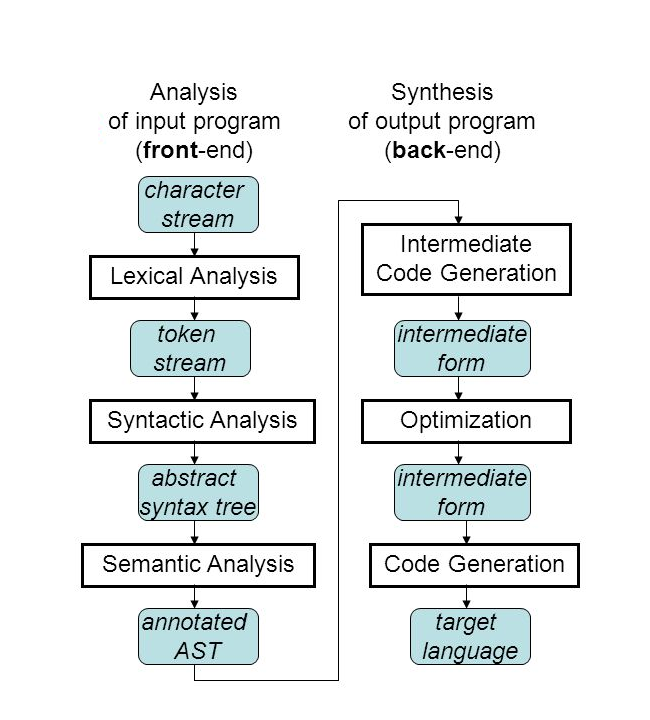 Analysis
of input program
(front-end)
character
stream
Lexical Analysis
token
stream
Syntactic Analysis
abstract
syntax tree
Semantic Analysis
annotated
AST
Synthesis
of output program
(back-end)
Intermediate
Code Generation
intermediate
form
Optimization
intermediate
form
Code Generation
target
language